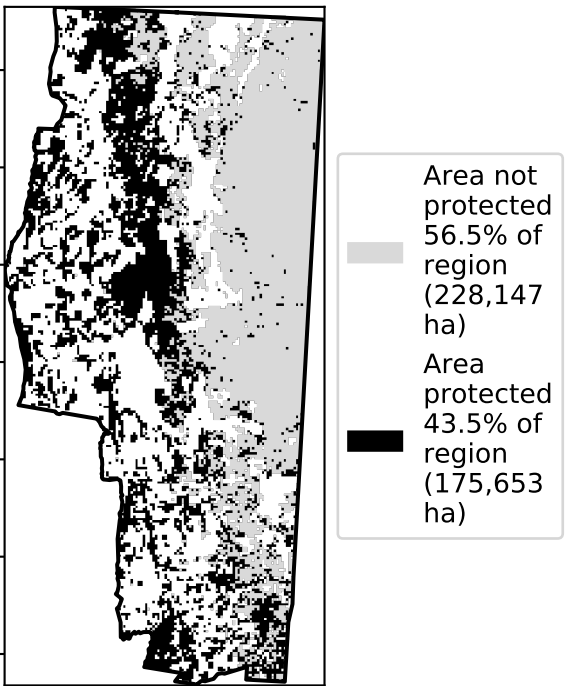 Area not
protected
56.5% of
region
(228,147
ha)
Area
protected
43.5% of
region
(175,653
ha)